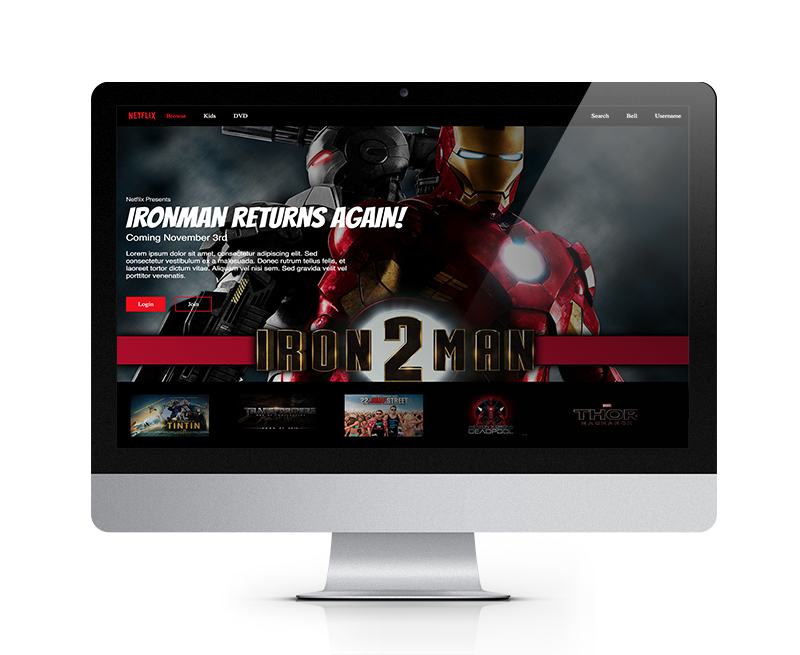 NETFLIX Browse Kids DVD Search Bell Username
Netflix Presents
IRONMAN RETURNS AGAIN!
Coming November 3rd
Lorem ipsum dolor sit amet, consectetur adipiscing elit. Sed
consectetur vestibulum ex a malesuada. Donec rutrum tellus felis, et
laoreet tortor dictum vitae. Aliquam vel nisi sem. Sed gravida velit vel
porttitor venenatis.
Login Join
IRON 2 MAN
TINTIN
TRANSFORMERS
22 JUMP STREET
DEADPOOL
MARVEL
THOR
RAGNAROK